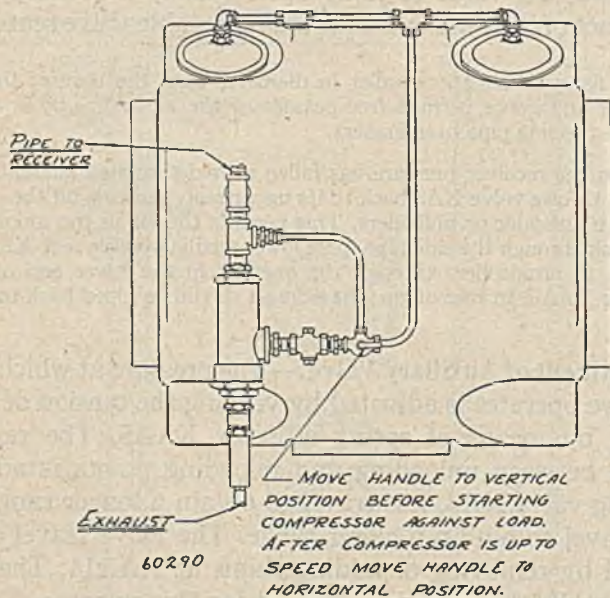 PIPE TO
RECEIVER
MOVE HANDLE TO VERTICAL
POSITION BEFORE STARTING
COMPRESSOR AGAINST LOAD.
AFTER COMPRESSOR IS UP TO
SPEED MOVE HANDLE TO
HORIZONTAL POSITION.
EXHAUST
60290